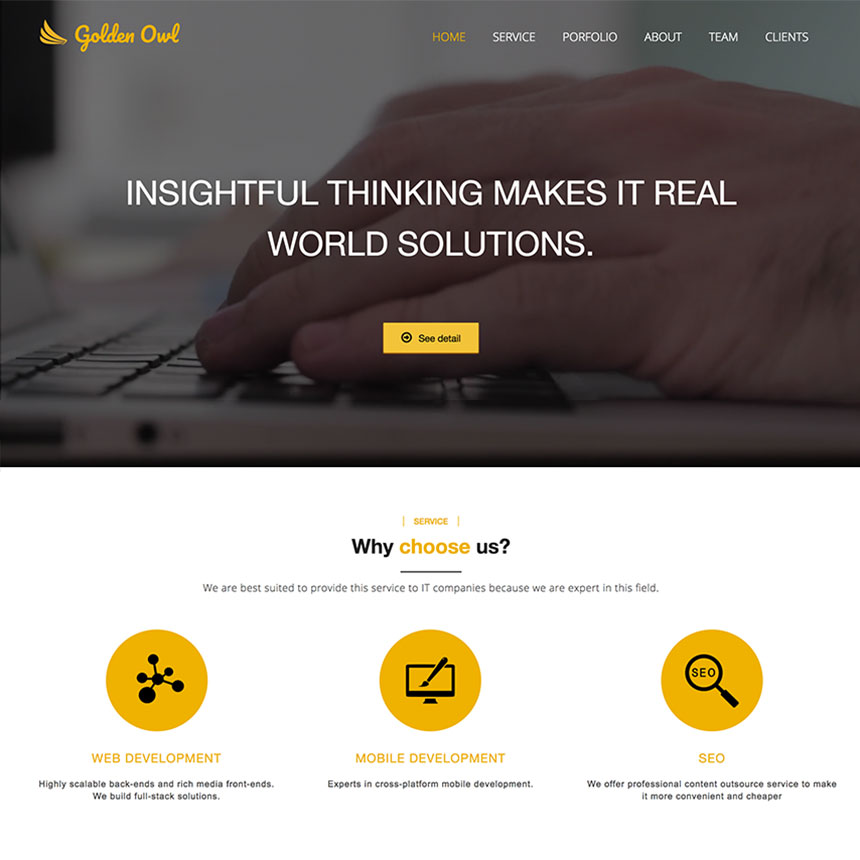 Golden Owl
HOME SERVICE PORFOLIO ABOUT TEAM CLIENTS
INSIGHTFUL THINKING MAKES IT REAL
WORLD SOLUTIONS.
See detail
| SERVICE |
Why choose us?
We are best suited to provide this service to IT companies because we are expert in this field.
SEO
WEB DEVELOPMENT
Highly scalable back-ends and rich media front-ends.
We build full-stack solutions.
MOBILE DEVELOPMENT
Experts in cross-platform mobile development.
SEO
We offer professional content outsource service to make
it more convenient and cheaper